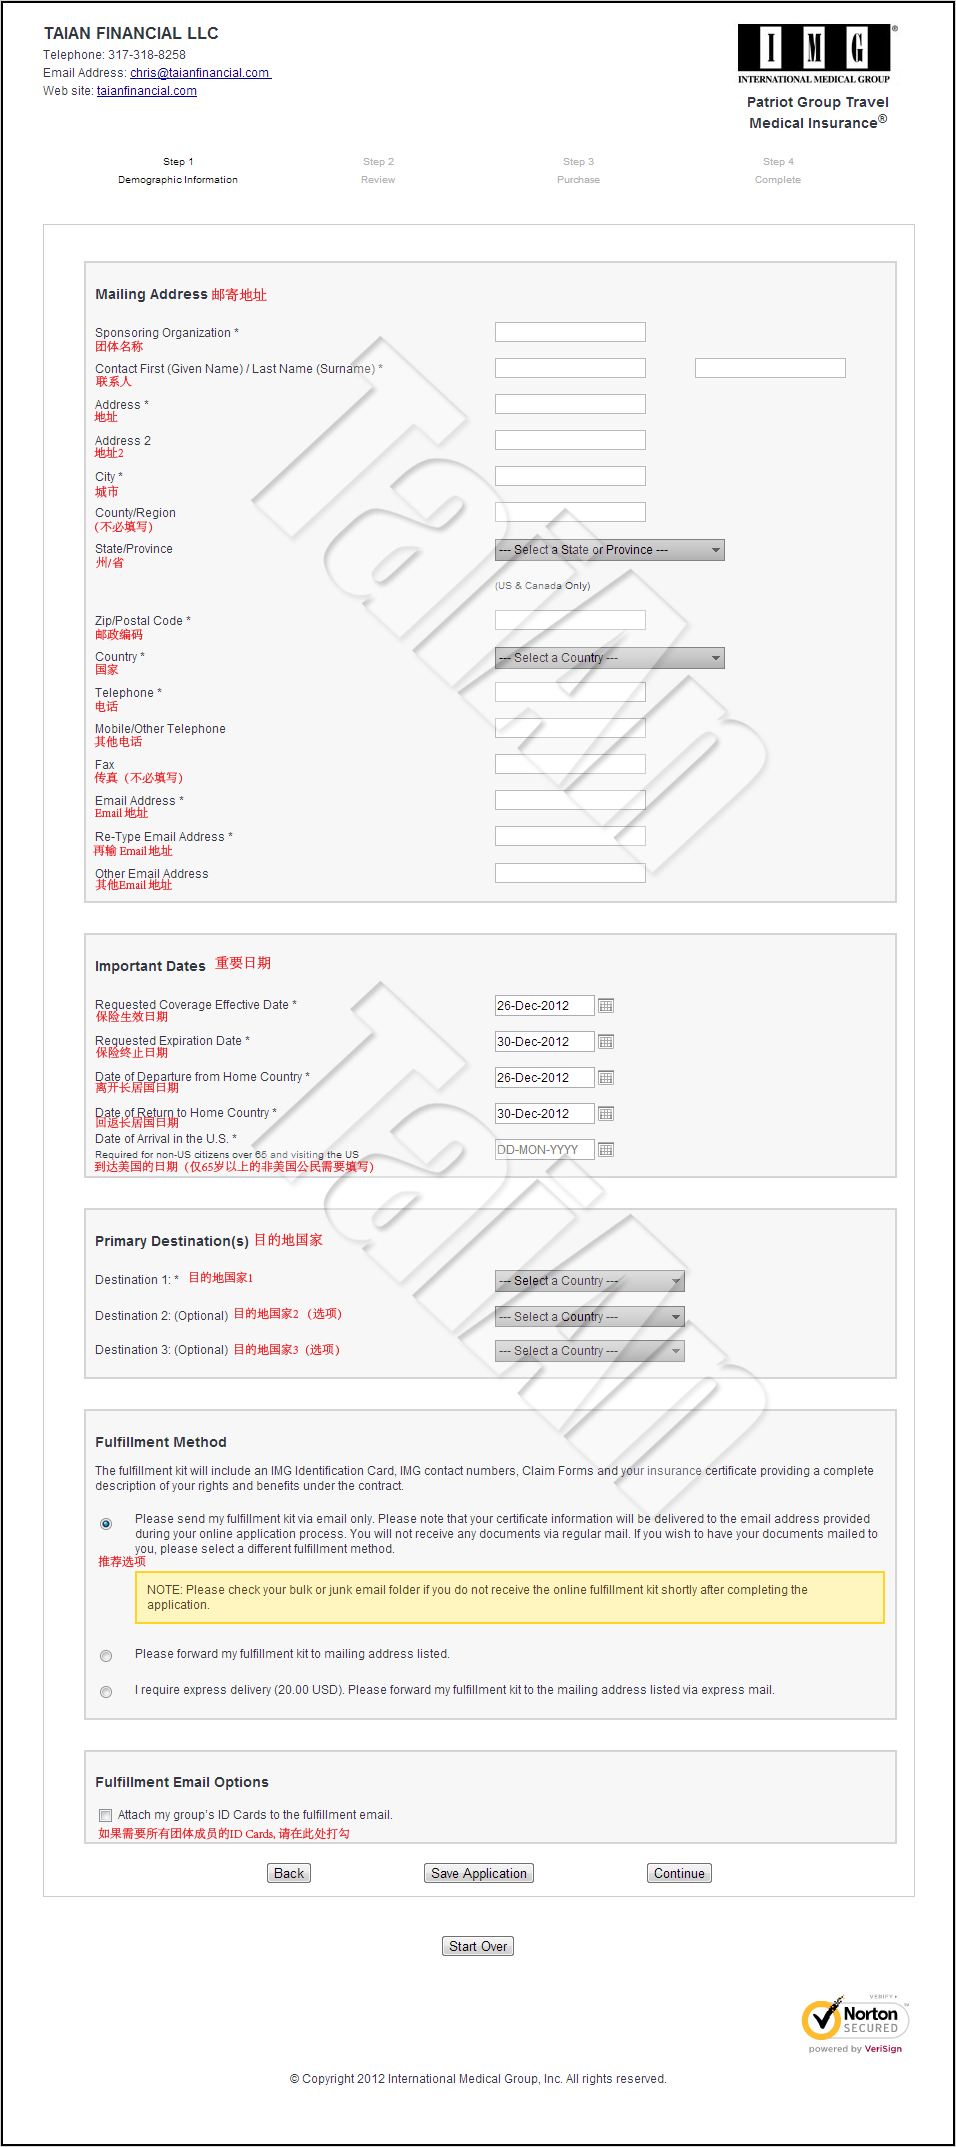 TAIAN FINANCIAL LLC
Telephone: 317-318-8258
Email Address: chris@taianfinancial.com
Web site: taianfinancial.com
IMG ®
INTERNATIONAL MEDICAL GROUP
Patriot Group Travel
Medical Insurance®
Step 1 Step 2 Step 3 Step 4
Demographic Information Review Purchase Complete
Mailing Address 邮寄地址
Sponsoring Organization *
团体名称
Contact First (Given Name) / Last Name (Surname) *
联系人
Address *
地址
Address 2
地址2
City *
城市
County/Region
(不必填写)
State/Province --- Select a State or Province ---
州/省
(US & Canada Only)
Zip/Postal Code *
邮政编码
Country * --- Select a Country ---
国家
Telephone *
电话
Mobile/Other Telephone
其他电话
Fax
传真（不必填写）
Email Address *
Email 地址
Re-Type Email Address *
再输 Email 地址
Other Email Address
其他Email 地址
TaiAn
Important Dates 重要日期
Requested Coverage Effective Date * 26-Dec-2012
保险生效日期
Requested Expiration Date * 30-Dec-2012
保险终止日期
Date of Departure from Home Country * 26-Dec-2012
离开长居国日期
Date of Return to Home Country * 30-Dec-2012
回返长居国日期
Date of Arrival in the U.S. *
Required for non-US citizens over 65 and visiting the US DD-MON-YYYY
到达美国的日期（仅65岁以上的非美国公民需要填写）
Primary Destination(s) 目的地国家
Destination 1: * 目的地国家1 --- Select a Country ---
Destination 2: (Optional) 目的地国家2（选项） --- Select a Country ---
Destination 3: (Optional) 目的地国家3（选项） --- Select a Country ---
TaiAn
Fulfillment Method
The fulfillment kit will include an IMG Identification Card, IMG contact numbers, Claim Forms and your insurance certificate providing a complete
description of your rights and benefits under the contract.
Please send my fulfillment kit via email only. Please note that your certificate information will be delivered to the email address provided
during your online application process. You will not receive any documents via regular mail. If you wish to have your documents mailed to
you, please select a different fulfillment method.
推荐选项
NOTE: Please check your bulk or junk email folder if you do not receive the online fulfillment kit shortly after completing the
application.
Please forward my fulfillment kit to mailing address listed.
I require express delivery (20.00 USD). Please forward my fulfillment kit to the mailing address listed via express mail.
Fulfillment Email Options
Attach my group's ID Cards to the fulfillment email.
如果需要所有团体成员的ID Cards, 请在此处打勾
Back Save Application Continue
Start Over
VERIFY
Norton ™
SECURED
powered by VeriSign
© Copyright 2012 International Medical Group, Inc. All rights reserved.